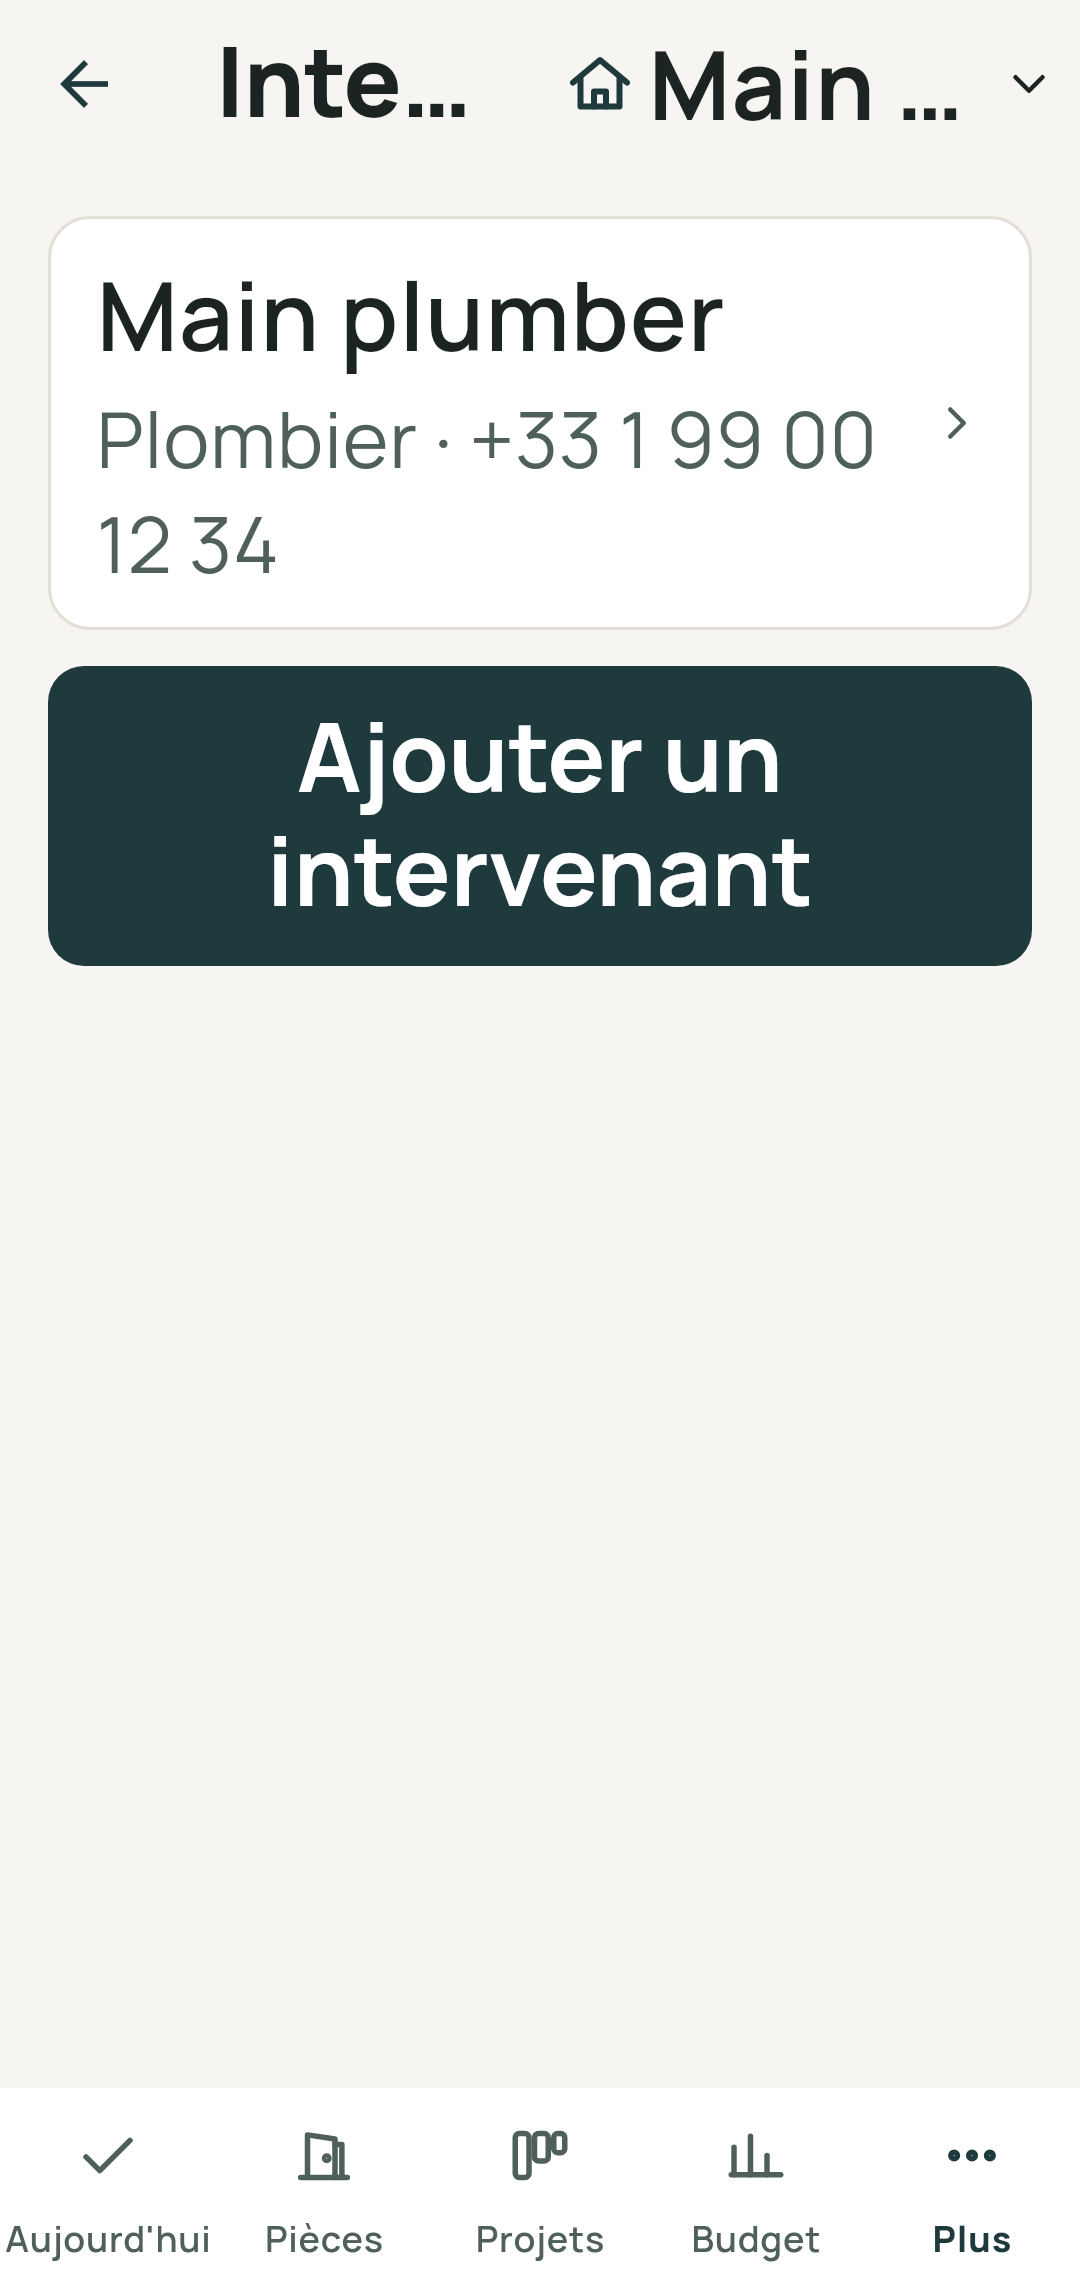 Inte...
Main ...
Main plumber
Plombier · +33 1 99 00
12 34
Ajouter un
intervenant
Aujourd'hui
Pièces
Projets
Budget
Plus